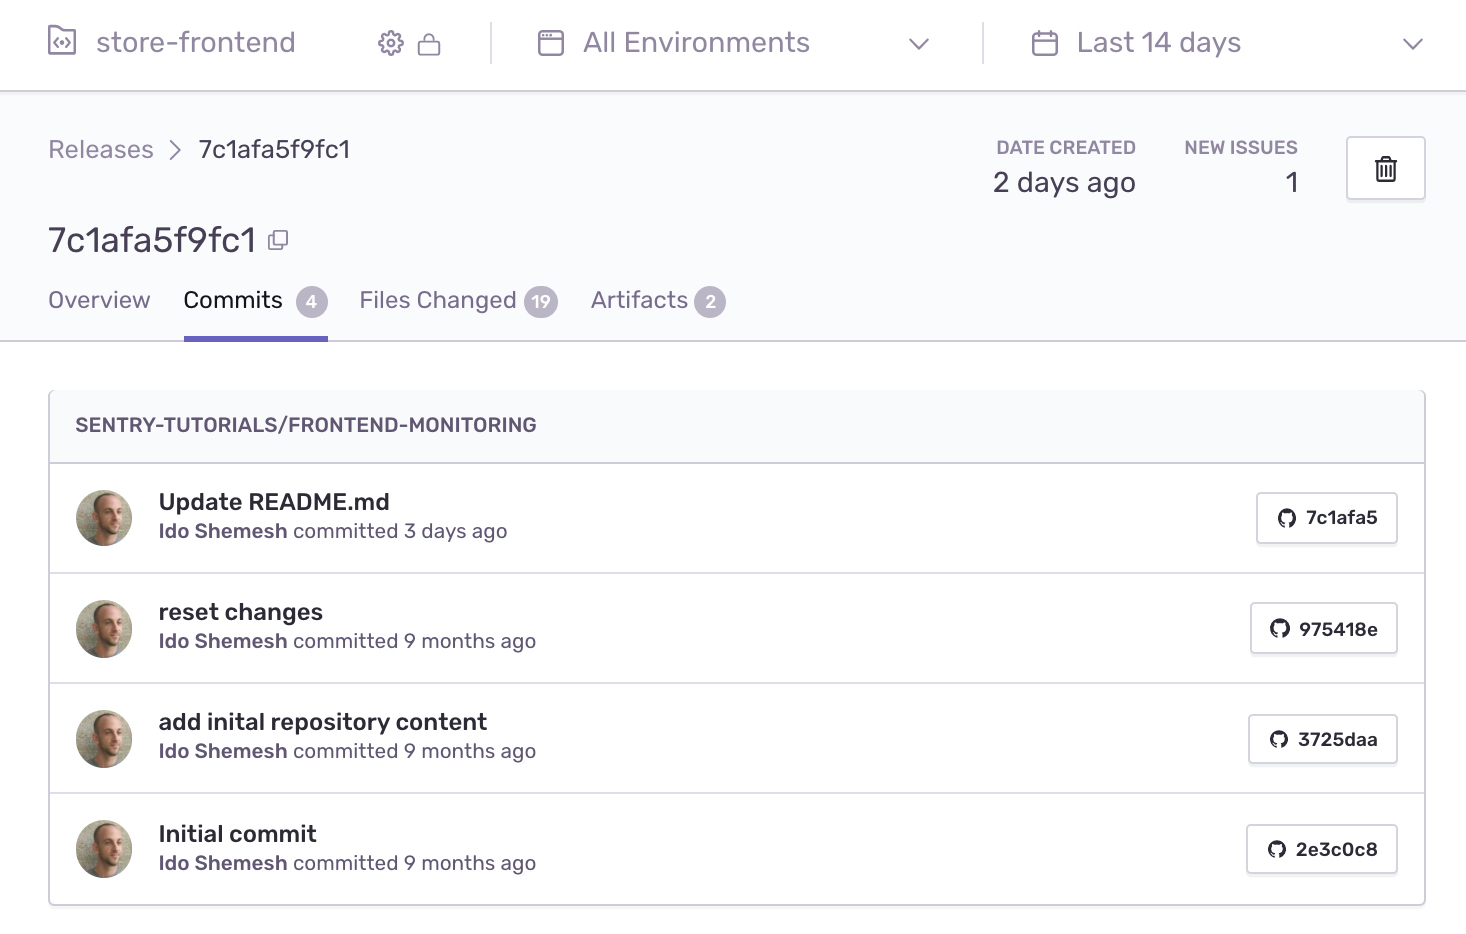 store-frontend
All Environments
Last 14 days
Releases > 7c1afa5f9fc1
DATE CREATED
2 days ago
NEW ISSUES
1
7c1afa5f9fc1
Overview
Commits 4
Files Changed 19
Artifacts 2
SENTRY-TUTORIALS/FRONTEND-MONITORING
Update README.md
Ido Shemesh committed 3 days ago
7c1afa5
reset changes
Ido Shemesh committed 9 months ago
975418e
add inital repository content
Ido Shemesh committed 9 months ago
3725daa
Initial commit
Ido Shemesh committed 9 months ago
2e3c0c8